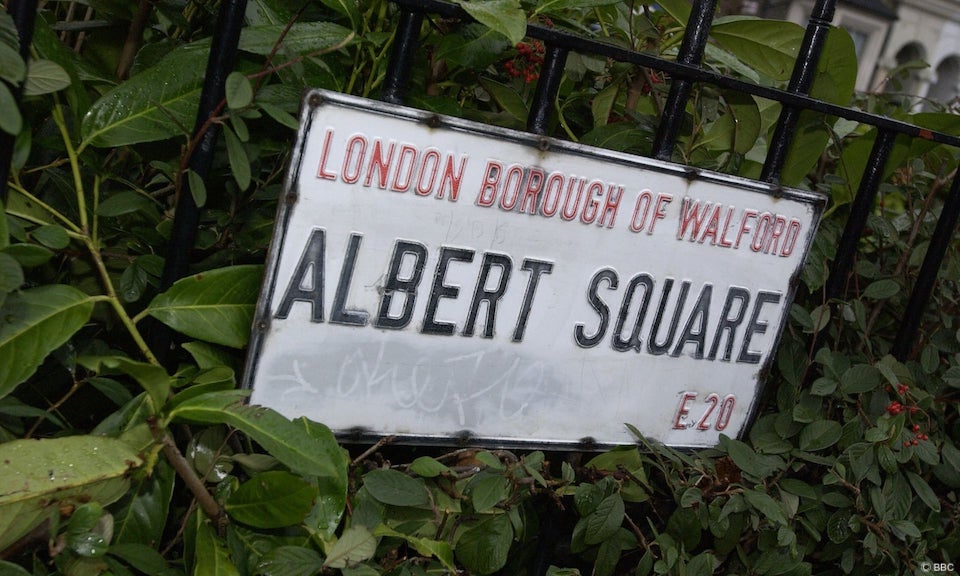 LONDON BOROUGH OF WALFORD
ALBERT SQUARE
E20
© BBC